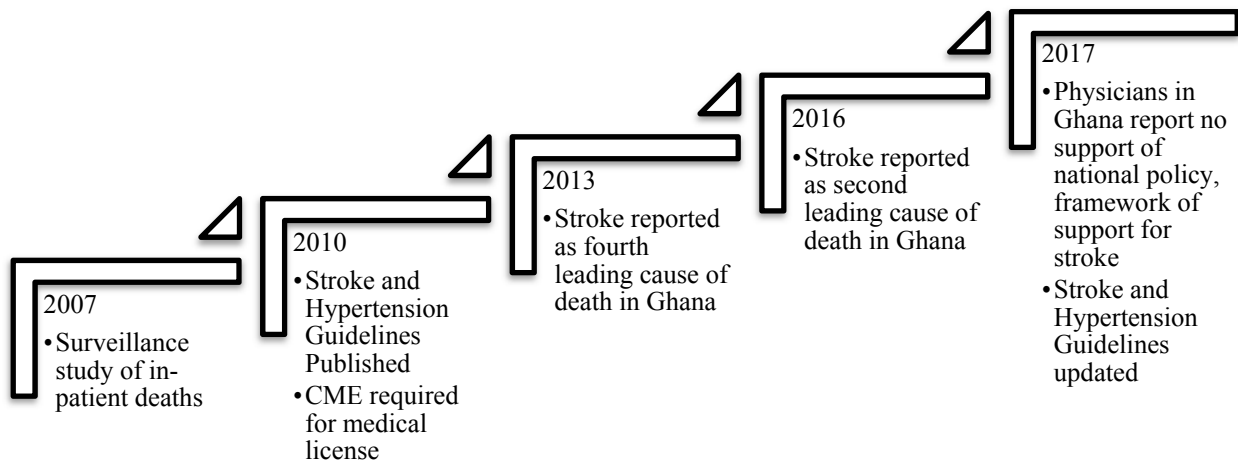 2007
•Surveillance
study of in-
patient deaths
2010
•Stroke and
Hypertension
Guidelines
Published
•CME required
for medical
license
2013
•Stroke reported
as fourth
leading cause of
death in Ghana
2016
•Stroke reported
as second
leading cause of
death in Ghana
2017
•Physicians in
Ghana report no
support of
national policy,
framework of
support for
stroke
•Stroke and
Hypertension
Guidelines
updated